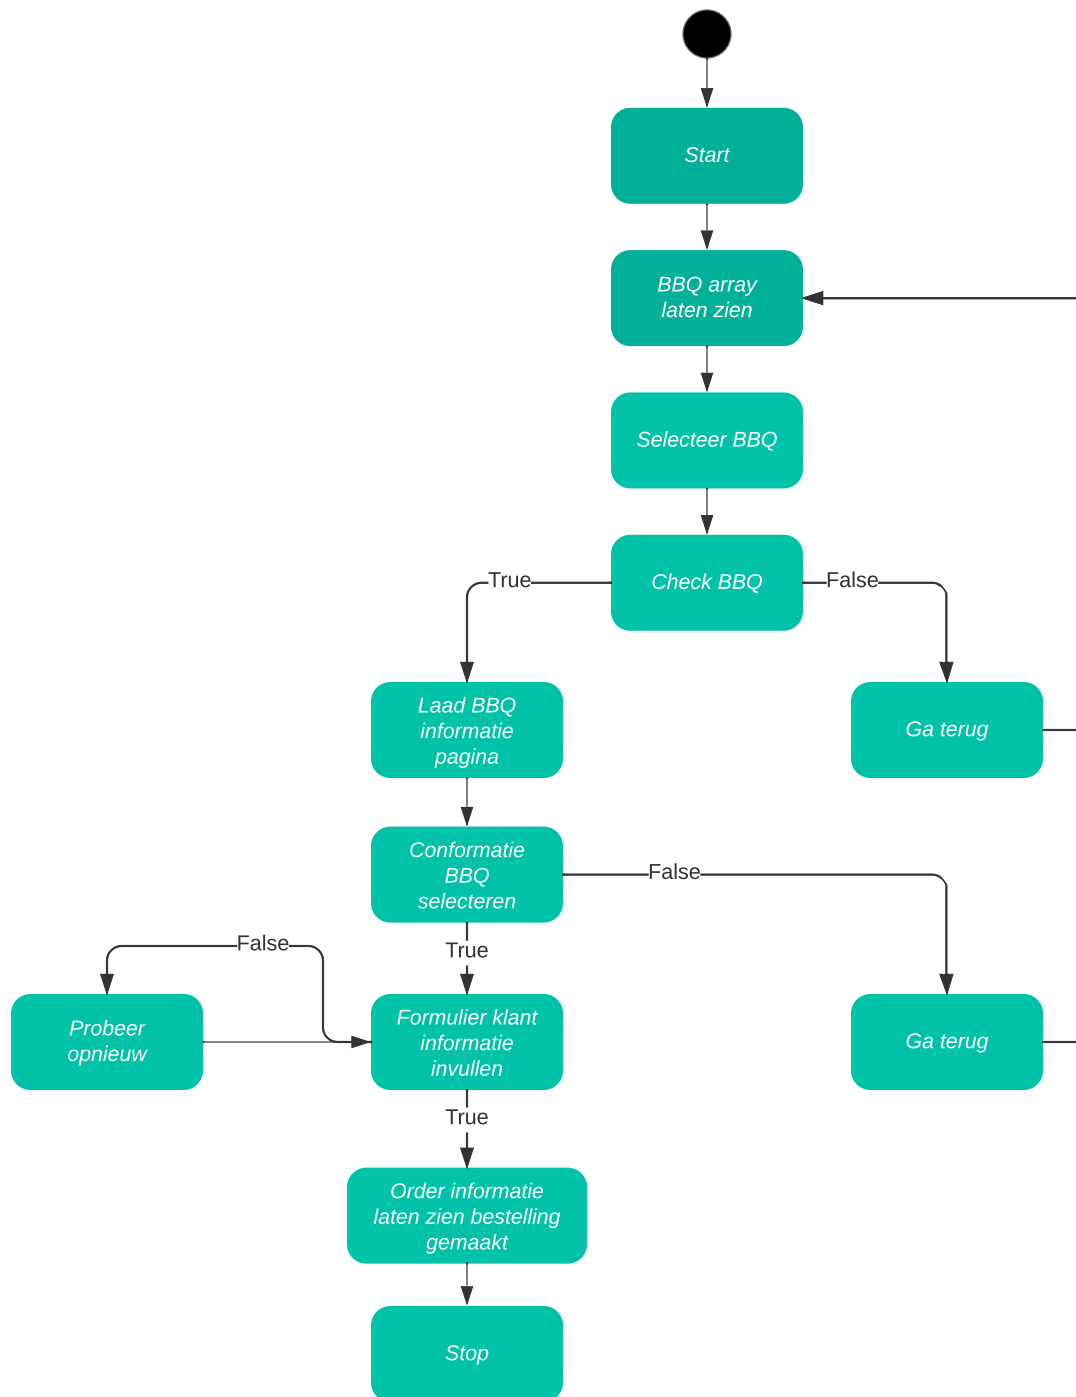 Start
BBQ array
laten zien
Selecteer BBQ
Check BBQ
True
False
Laad BBQ
informatie
pagina
Ga terug
Conformatie
BBQ
selecteren
False
True
False
Probeer
opnieuw
Formulier klant
informatie
invullen
Ga terug
True
Order informatie
laten zien bestelling
gemaakt
Stop